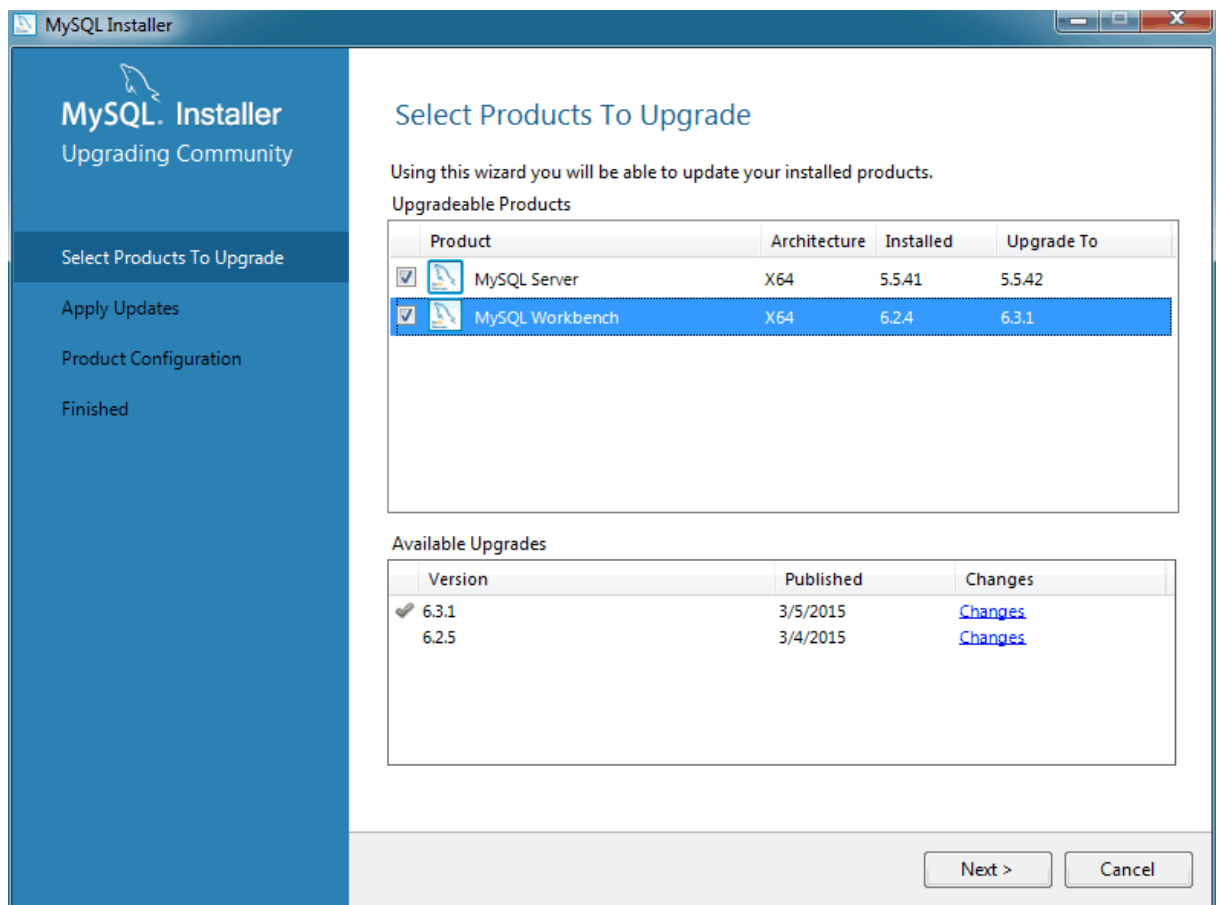 MySQL Installer
MySQL. Installer
Upgrading Community
Select Products To Upgrade
Apply Updates
Product Configuration
Finished
Select Products To Upgrade
Using this wizard you will be able to update your installed products.
Upgradeable Products
Product Architecture Installed Upgrade To
MySQL Server X64 5.5.41 5.5.42
MySQL Workbench X64 6.2.4 6.3.1
Available Upgrades
Version Published Changes
6.3.1 3/5/2015 Changes
6.2.5 3/4/2015 Changes
Next > Cancel